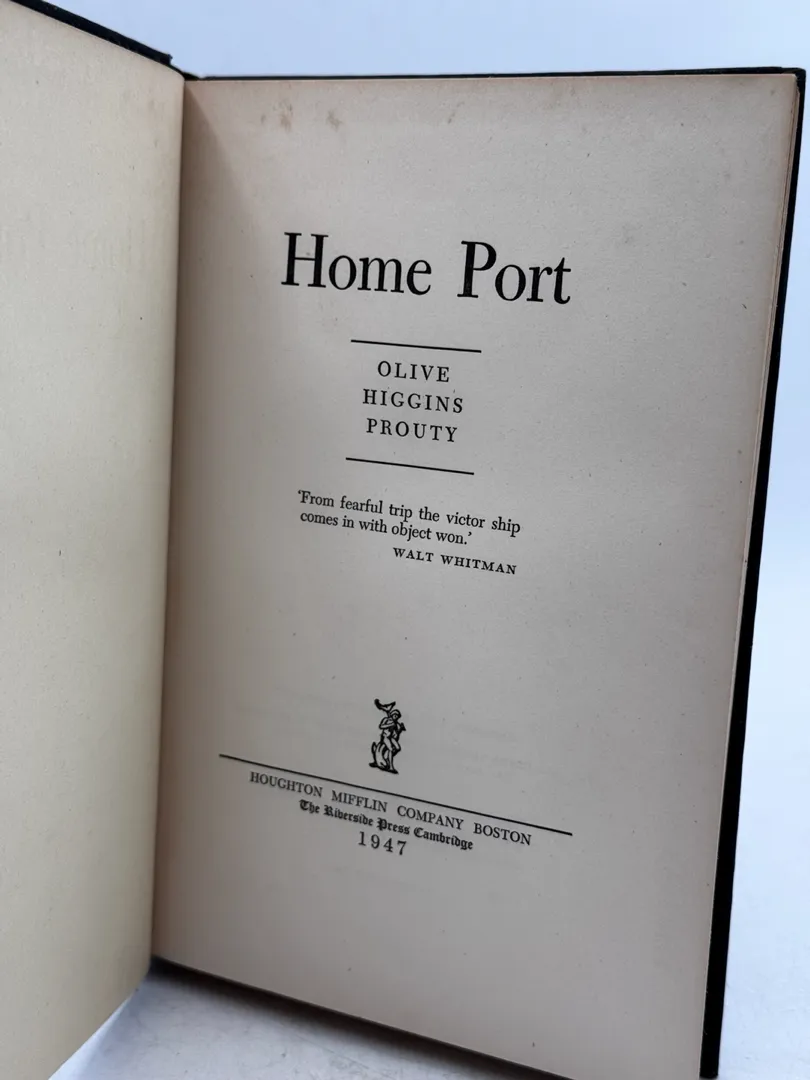 Home Port
OLIVE
HIGGINS
PROUTY
'From fearful trip the victor ship
comes in with object won.'
WALT WHITMAN
HOUGHTON MIFFLIN COMPANY BOSTON
The Riverside Press Cambridge
1947